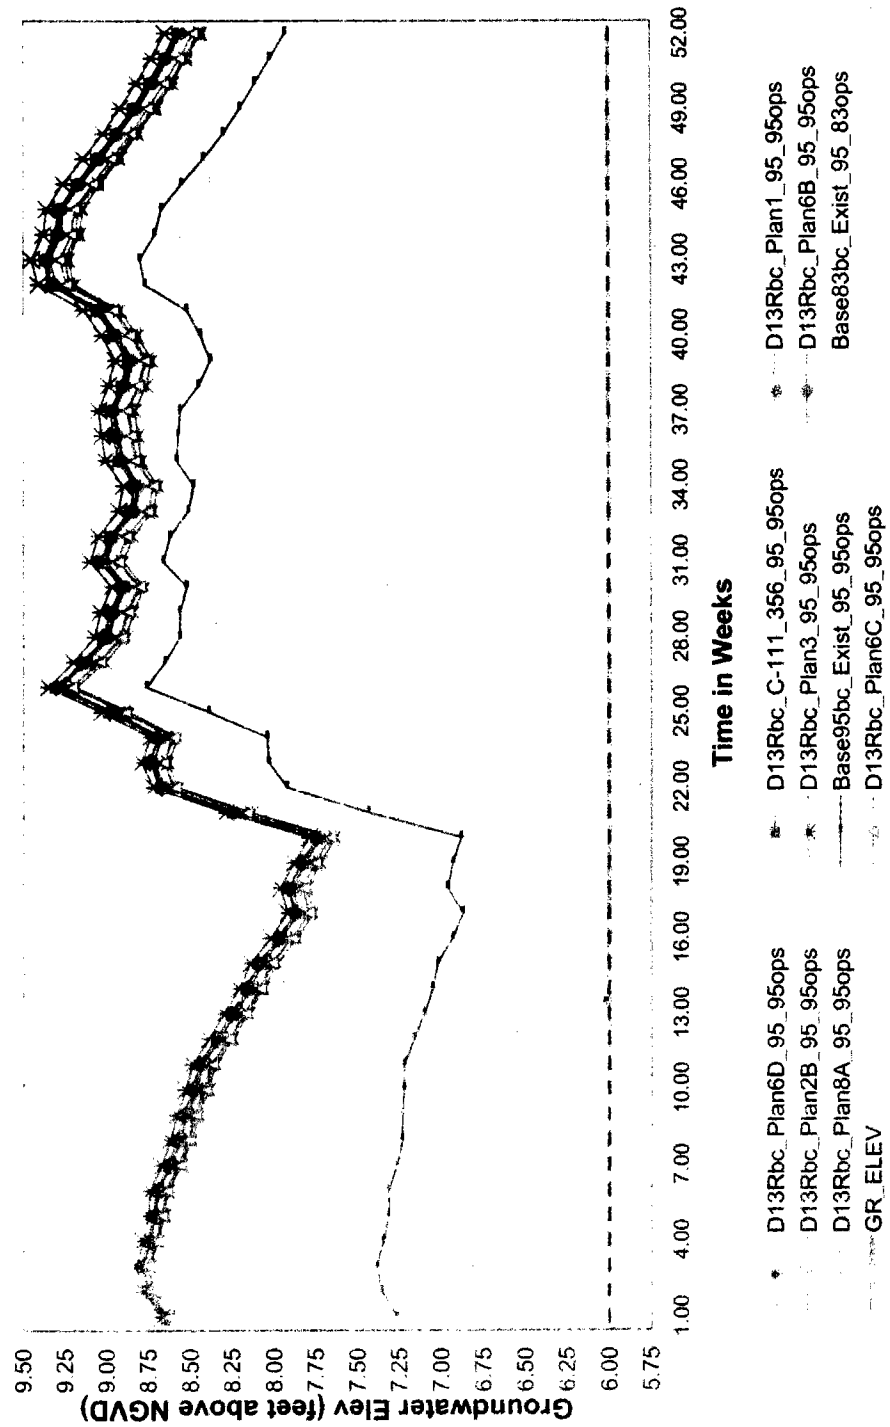 Groundwater Elev (feet above NGVD)
9.50
9.25
9.00
8.75
8.50
8.25
8.00
7.75
7.50
7.25
7.00
6.75
6.50
6.25
6.00
5.75
1.00 4.00 7.00 10.00 13.00 16.00 19.00 22.00 25.00 28.00 31.00 34.00 37.00 40.00 43.00 46.00 49.00 52.00
Time in Weeks
D13Rbc_Plan6D_95_95ops D13Rbc_C-111_356_95_95ops D13Rbc_Plan1_95_95ops
D13Rbc_Plan2B_95_95ops D13Rbc_Plan3_95_95ops D13Rbc_Plan6B_95_95ops
D13Rbc_Plan8A_95_95ops Base95bc_Exist_95_95ops Base83bc_Exist_95_83ops
GR_ELEV D13Rbc_Plan6C_95_95ops